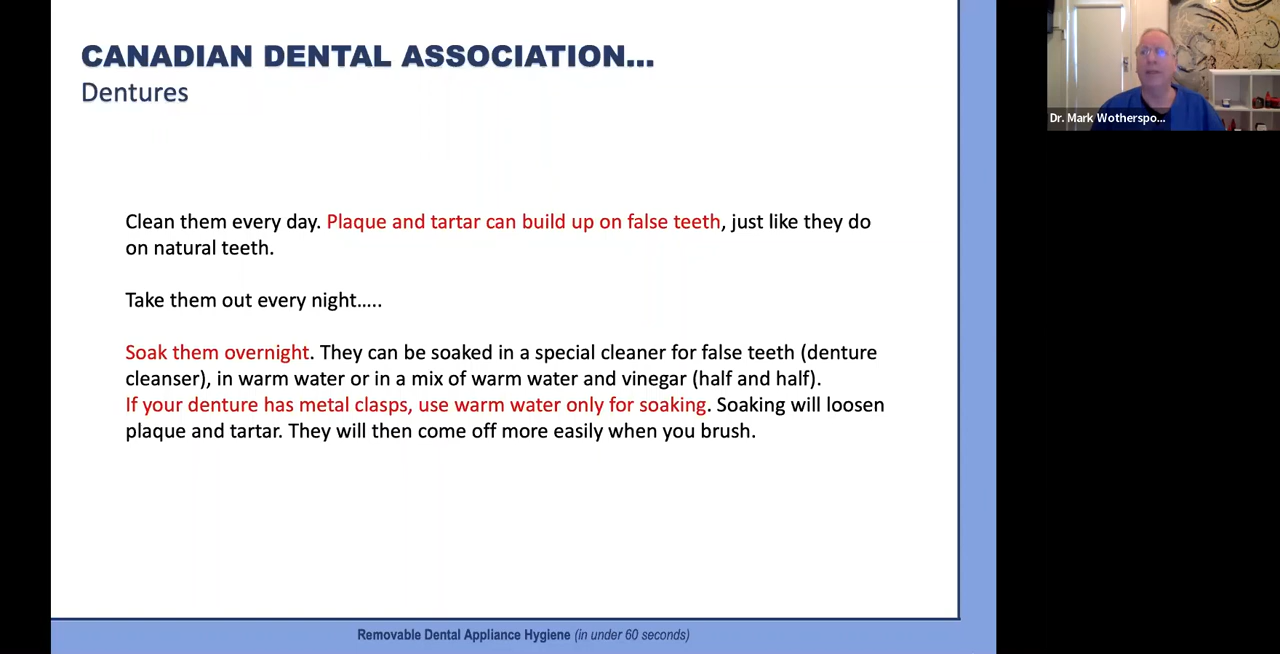 CANADIAN DENTAL ASSOCIATION...
Dentures
Dr. Mark Wotherspo...
Clean them every day. Plaque and tartar can build up on false teeth, just like they do
on natural teeth.
Take them out every night.....
Soak them overnight. They can be soaked in a special cleaner for false teeth (denture
cleanser), in warm water or in a mix of warm water and vinegar (half and half).
If your denture has metal clasps, use warm water only for soaking. Soaking will loosen
plaque and tartar. They will then come off more easily when you brush.
Removable Dental Appliance Hygiene (in under 60 seconds)